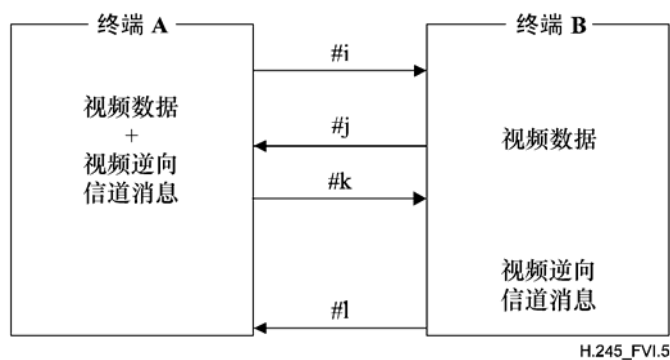 终端 A
终端 B
#i
视频数据
+
视频逆向
信道消息
#j
视频数据
#k
视频逆向
信道消息
#l
H.245_FVI.5